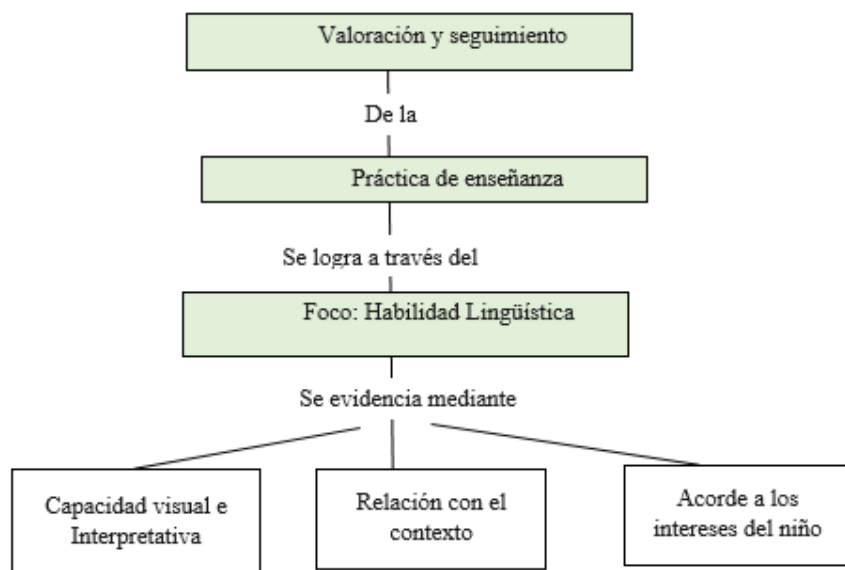 Valoración y seguimiento
De la
Práctica de enseñanza
Se logra a través del
Foco: Habilidad Lingüística
Se evidencia mediante
Capacidad visual e
Interpretativa
Relación con el
contexto
Acorde a los
intereses del niño